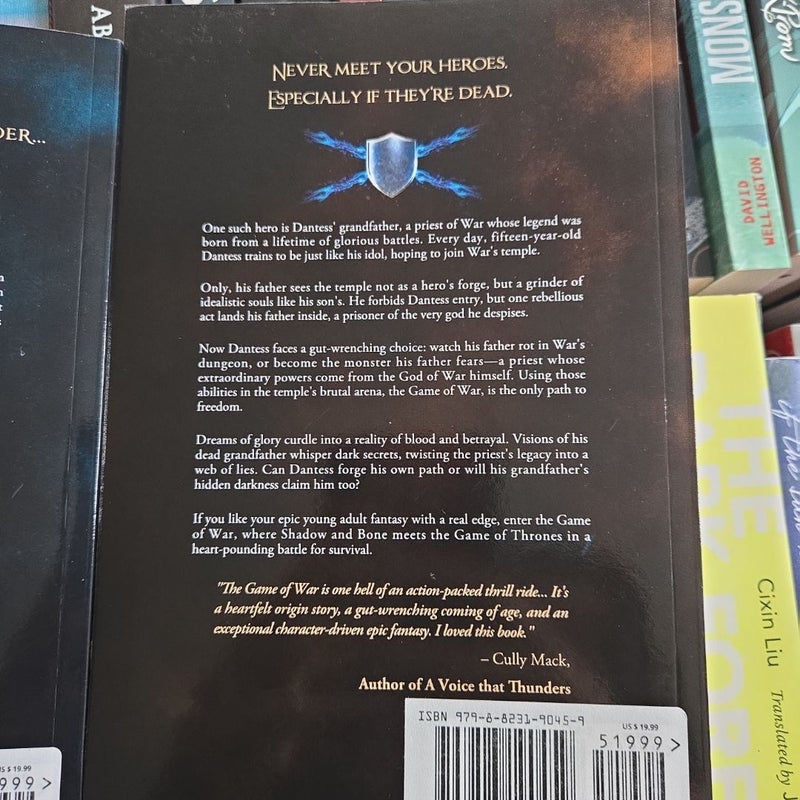 NEVER MEET YOUR HEROES.
ESPECIALLY IF THEY'RE DEAD.
One such hero is Dantess' grandfather, a priest of War whose legend was
born from a lifetime of glorious battles. Every day, fifteen-year-old
Dantess trains to be just like his idol, hoping to join War's temple.
Only, his father sees the temple not as a hero's forge, but a grinder of
idealistic souls like his son's. He forbids Dantess entry, but one rebellious
act lands his father inside, a prisoner of the very god he despises.
Now Dantess faces a gut-wrenching choice: watch his father rot in War's
dungeon, or become the monster his father fears—a priest whose
extraordinary powers come from the God of War himself. Using those
abilities in the temple's brutal arena, the Game of War, is the only path to
freedom.
Dreams of glory curdle into a reality of blood and betrayal. Visions of his
dead grandfather whisper dark secrets, twisting the priest's legacy into a
web of lies. Can Dantess forge his own path or will his grandfather's
hidden darkness claim him too?
If you like your epic young adult fantasy with a real edge, enter the Game
of War, where Shadow and Bone meets the Game of Thrones in a
heart-pounding battle for survival.
"The Game of War is one hell of an action-packed thrill ride... It's
a heartfelt origin story, a gut-wrenching coming of age, and an
exceptional character-driven epic fantasy. I loved this book."
– Cully Mack,
Author of A Voice that Thunders
ISBN 979-8-8231-9045-9
US $ 19.99
51999>
DER...
US $ 19.99
999 >
AB
MONS
DAVID
WELLINGTON
From
THE
DARK FORE
Cixin Liu
Translated by J
if the sun